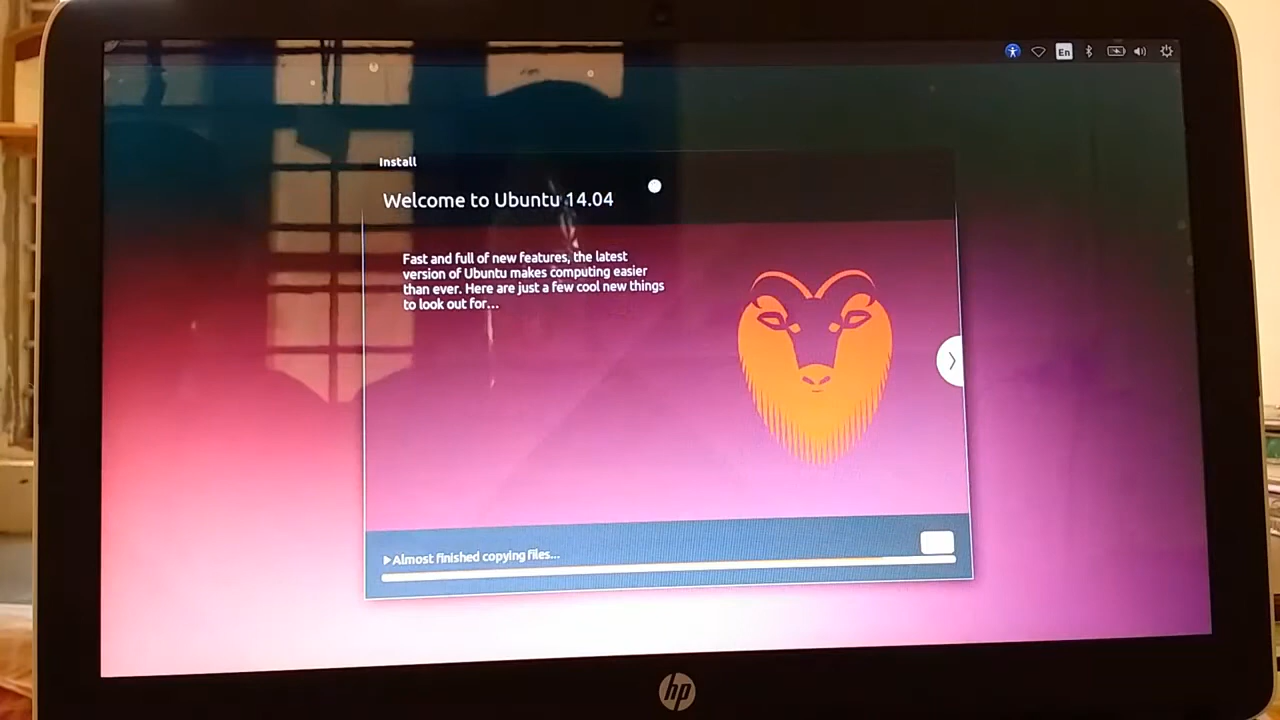 En
Install
Welcome to Ubuntu 14.04
Fast and full of new features, the latest
version of Ubuntu makes computing easier
than ever. Here are just a few cool new things
to look out for...
Almost finished copying files...
hp